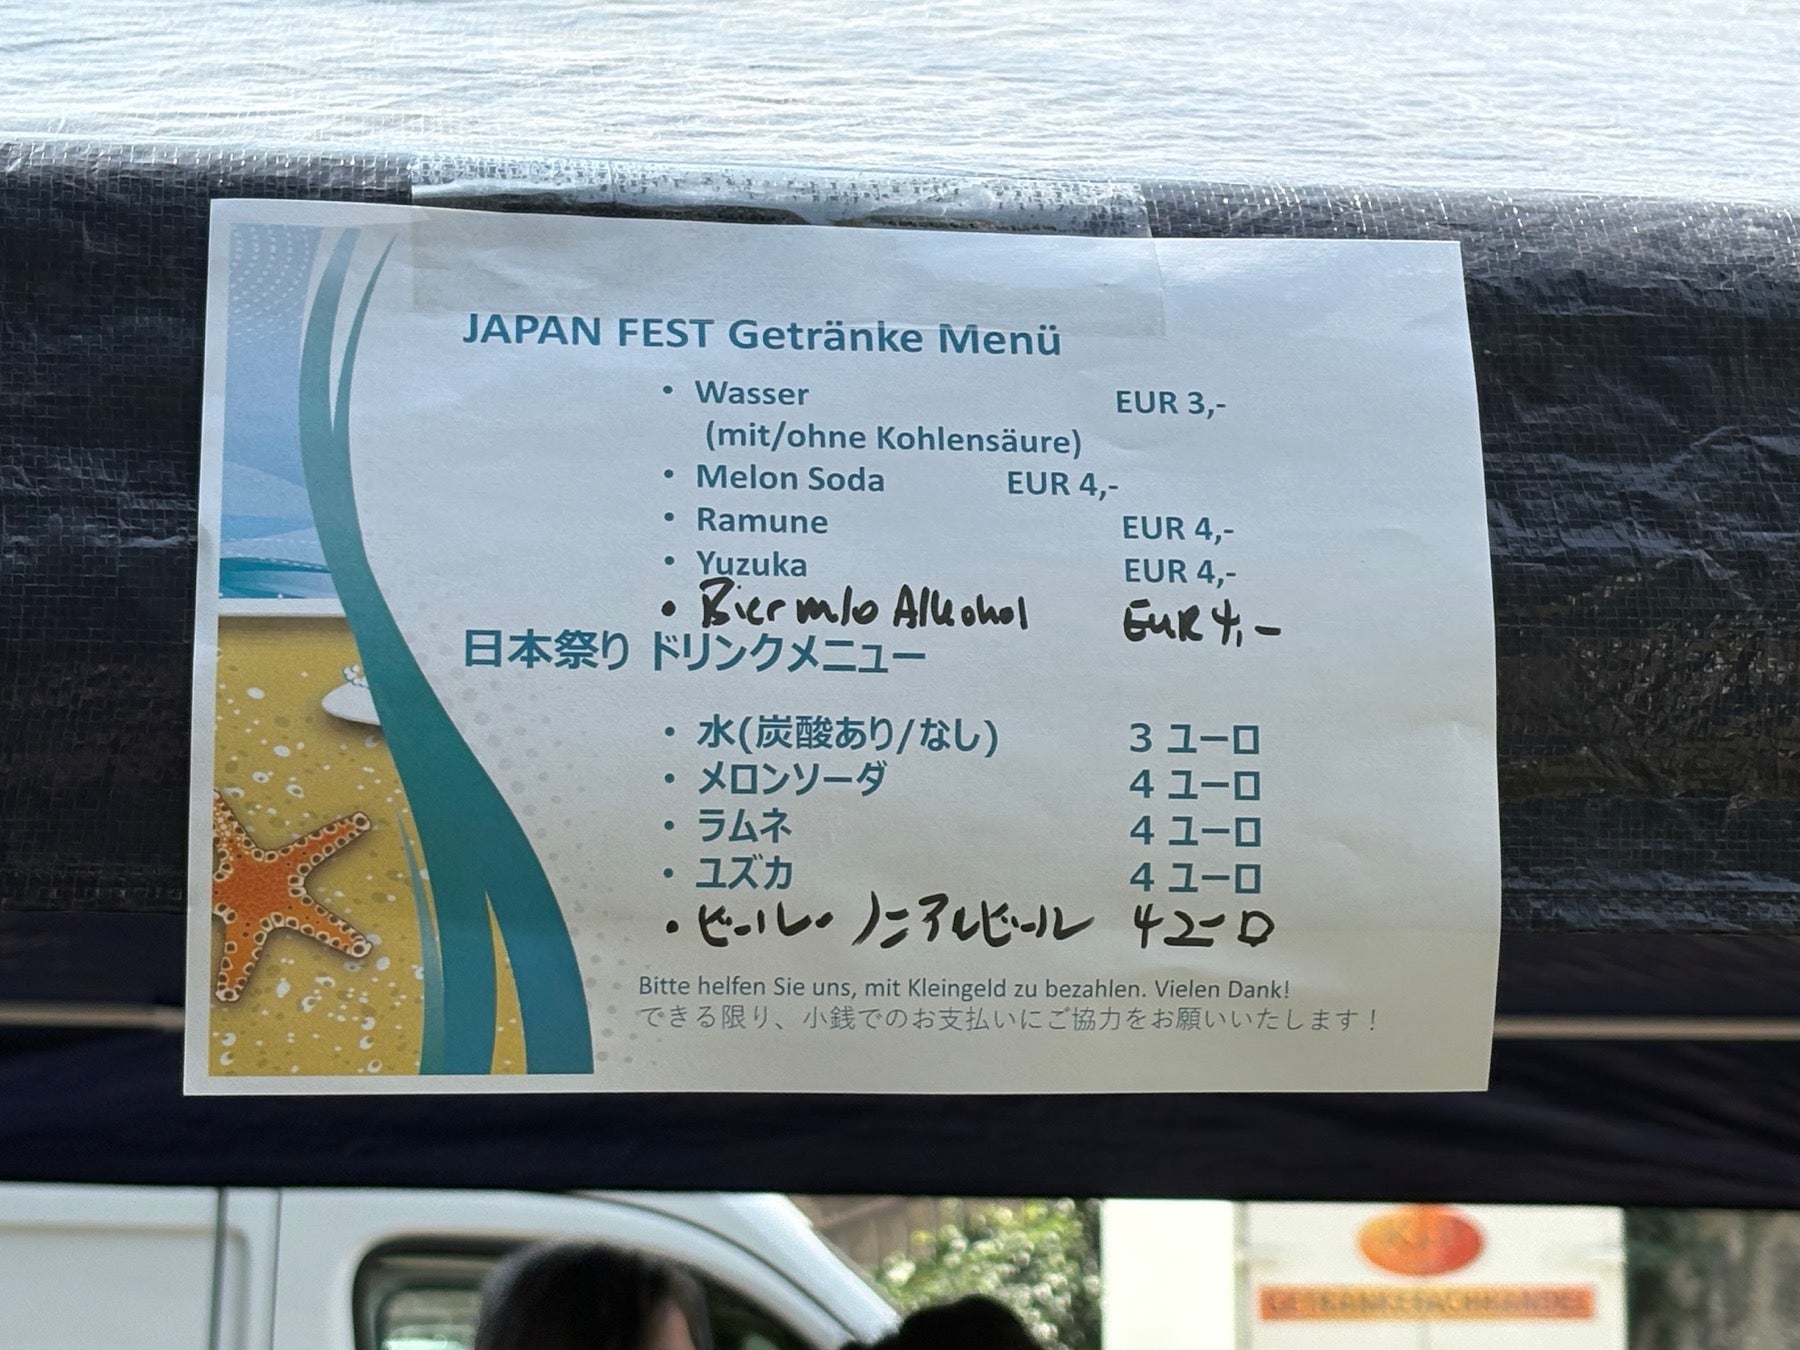 JAPAN FEST Getränke Menü
• Wasser EUR 3,-
(mit/ohne Kohlensäure)
• Melon Soda EUR 4,-
• Ramune EUR 4,-
• Yuzuka EUR 4,-
• Bier m/o Alkohol EUR 4,-
日本祭り ドリンクメニュー
• 水(炭酸あり/なし) 3 ユーロ
• メロンソーダ 4 ユーロ
• ラムネ 4 ユーロ
• ユズカ 4 ユーロ
• ビール・ノンアルビール 4ユーロ
Bitte helfen Sie uns, mit Kleingeld zu bezahlen. Vielen Dank!
できる限り、小銭でのお支払いにご協力をお願いいたします！
GETRÄNKEFACHHANDEL